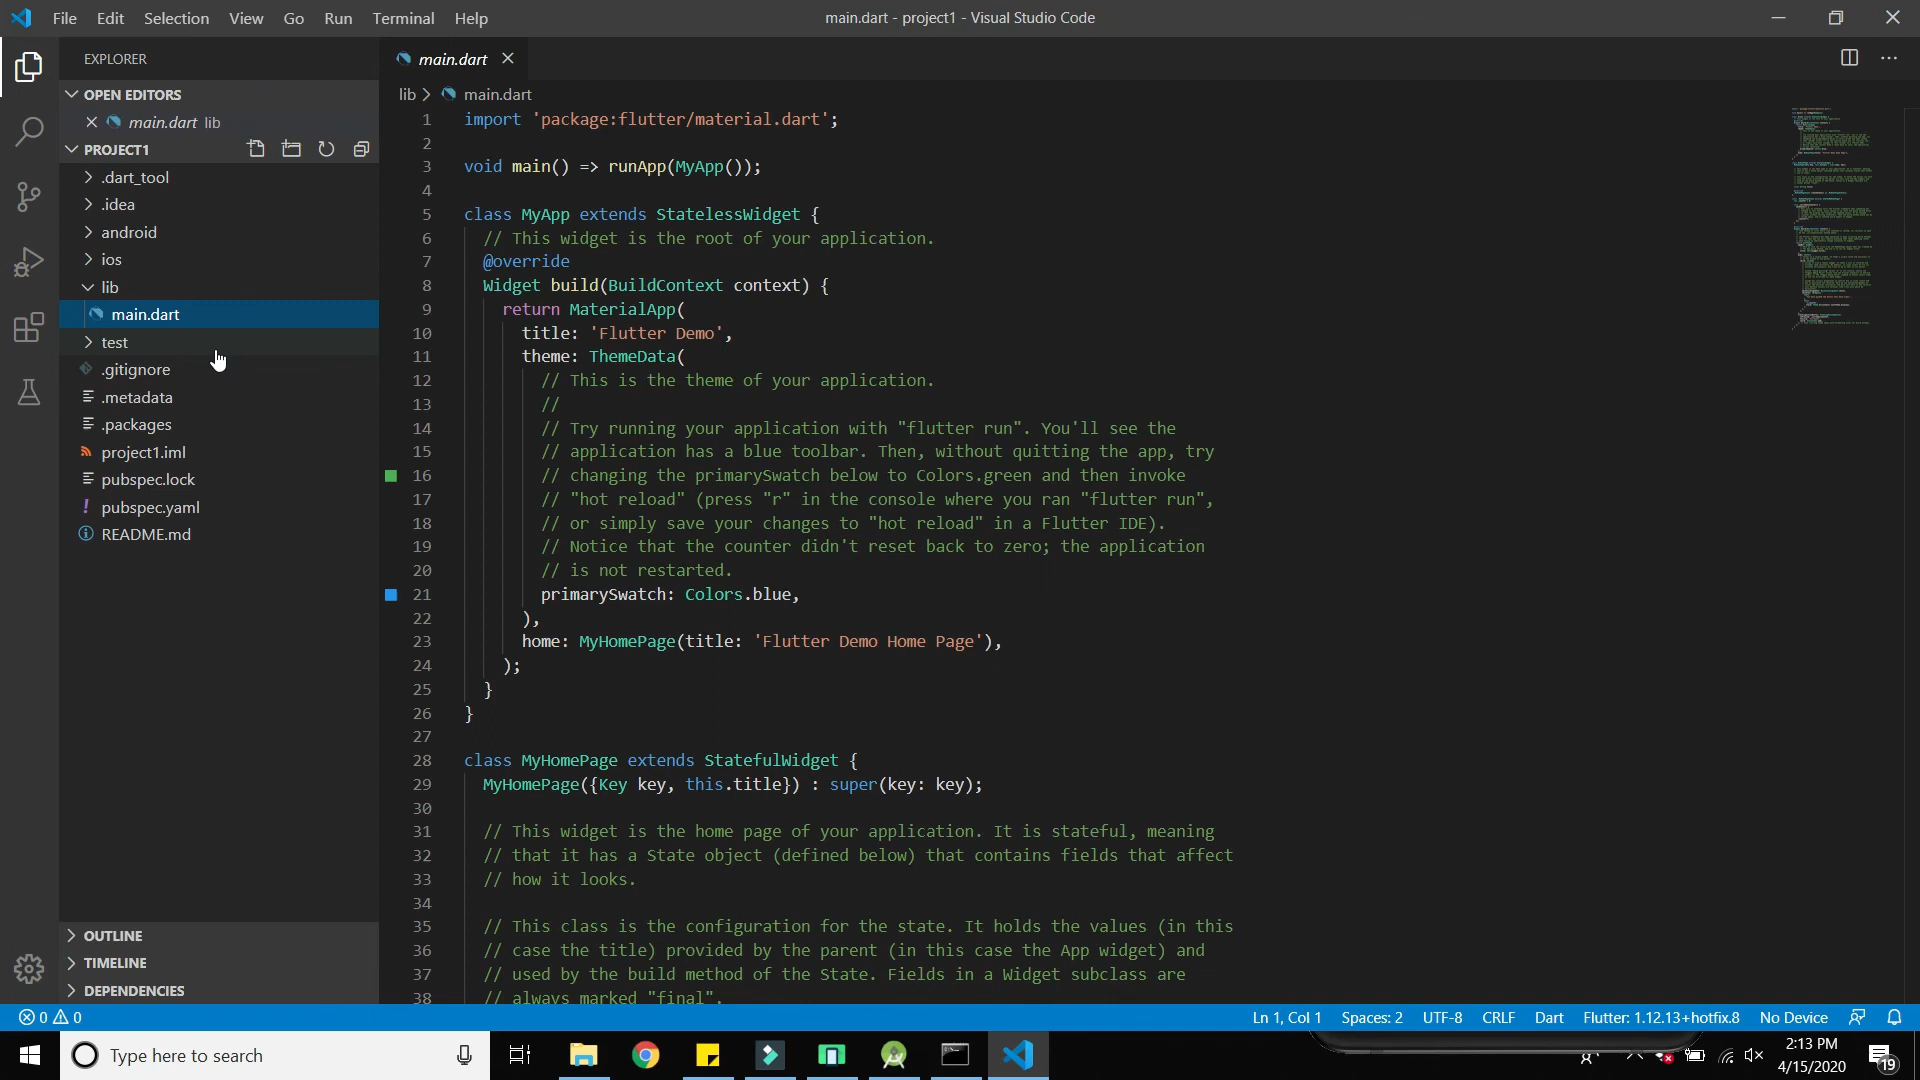 File Edit Selection View Go Run Terminal Help
main.dart - project1 - Visual Studio Code
EXPLORER
OPEN EDITORS
main.dart lib
PROJECT1
.dart_tool
.idea
android
ios
lib
main.dart
test
.gitignore
.metadata
.packages
project1.iml
pubspec.lock
pubspec.yaml
README.md
OUTLINE
TIMELINE
DEPENDENCIES
main.dart
lib > main.dart
1 import 'package:flutter/material.dart';
2
3 void main() => runApp(MyApp());
4
5 class MyApp extends StatelessWidget {
6 // This widget is the root of your application.
7 @override
8 Widget build(BuildContext context) {
9 return MaterialApp(
10 title: 'Flutter Demo',
11 theme: ThemeData(
12 // This is the theme of your application.
13 //
14 // Try running your application with "flutter run". You'll see the
15 // application has a blue toolbar. Then, without quitting the app, try
16 // changing the primarySwatch below to Colors.green and then invoke
17 // "hot reload" (press "r" in the console where you ran "flutter run",
18 // or simply save your changes to "hot reload" in a Flutter IDE).
19 // Notice that the counter didn't reset back to zero; the application
20 // is not restarted.
21 primarySwatch: Colors.blue,
22 ),
23 home: MyHomePage(title: 'Flutter Demo Home Page'),
24 );
25 }
26 }
27
28 class MyHomePage extends StatefulWidget {
29 MyHomePage({Key key, this.title}) : super(key: key);
30
31 // This widget is the home page of your application. It is stateful, meaning
32 // that it has a State object (defined below) that contains fields that affect
33 // how it looks.
34
35 // This class is the configuration for the state. It holds the values (in this
36 // case the title) provided by the parent (in this case the App widget) and
37 // used by the build method of the State. Fields in a Widget subclass are
38 // always marked "final".
0 0
Ln 1, Col 1 Spaces: 2 UTF-8 CRLF Dart Flutter: 1.12.13+hotfix.8 No Device
Type here to search
2:13 PM
4/15/2020
19